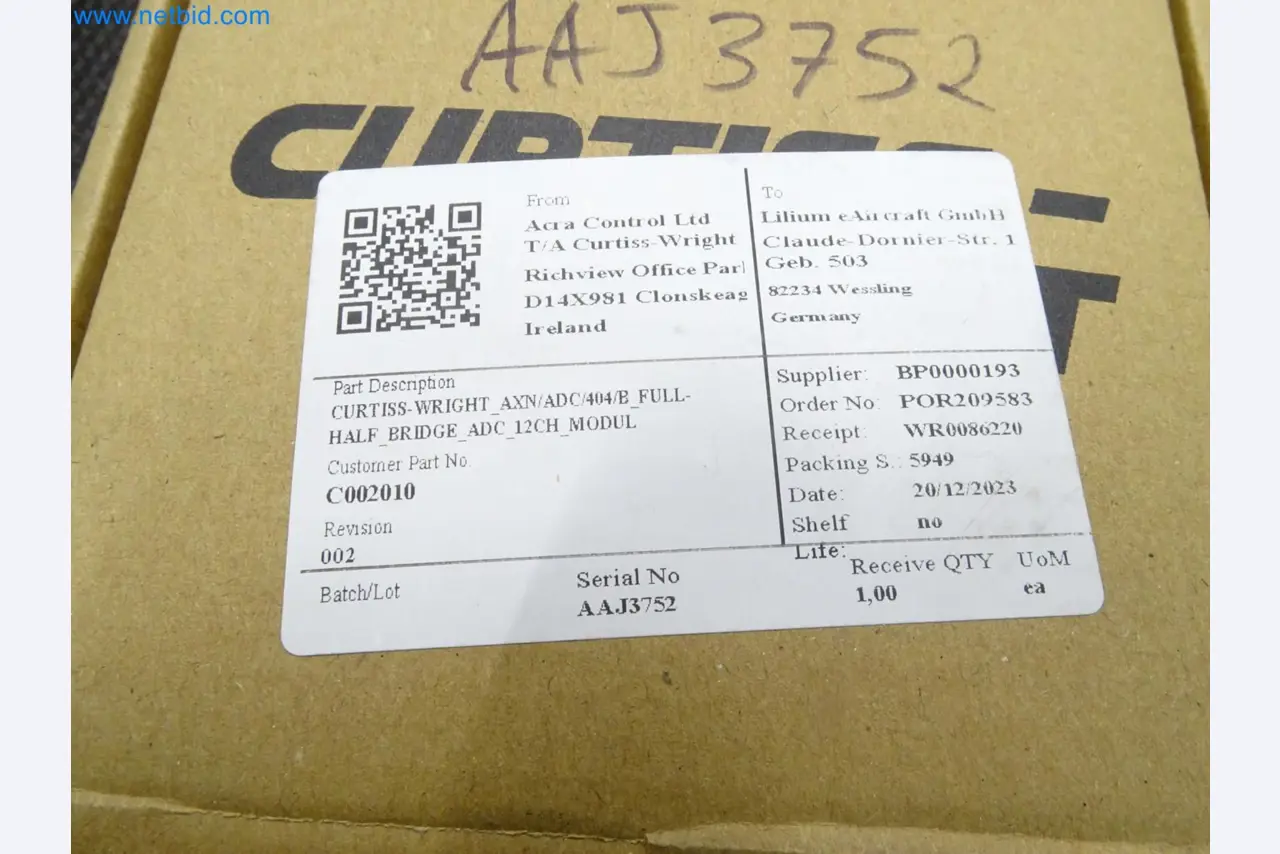 www.netbid.com
AAJ3752
CURTISS-
From
Acra Control Ltd
T/A Curtiss-Wright
Richview Office Par
D14X981 Clonskeag
Ireland
To
Lilium eAircraft GmbH
Claude-Dornier-Str. 1
Geb. 503
82234 Wessling
Germany
Part Description
CURTISS-WRIGHT_AXN/ADC/404/B_FULL-
HALF_BRIDGE_ADC_12CH_MODUL
Customer Part No.
C002010
Revision
002
Supplier: BP0000193
Order No: POR209583
Receipt: WR0086220
Packing S.: 5949
Date: 20/12/2023
Shelf no
Life:
Batch/Lot
Serial No
AAJ3752
Receive QTY UoM
1,00 ea